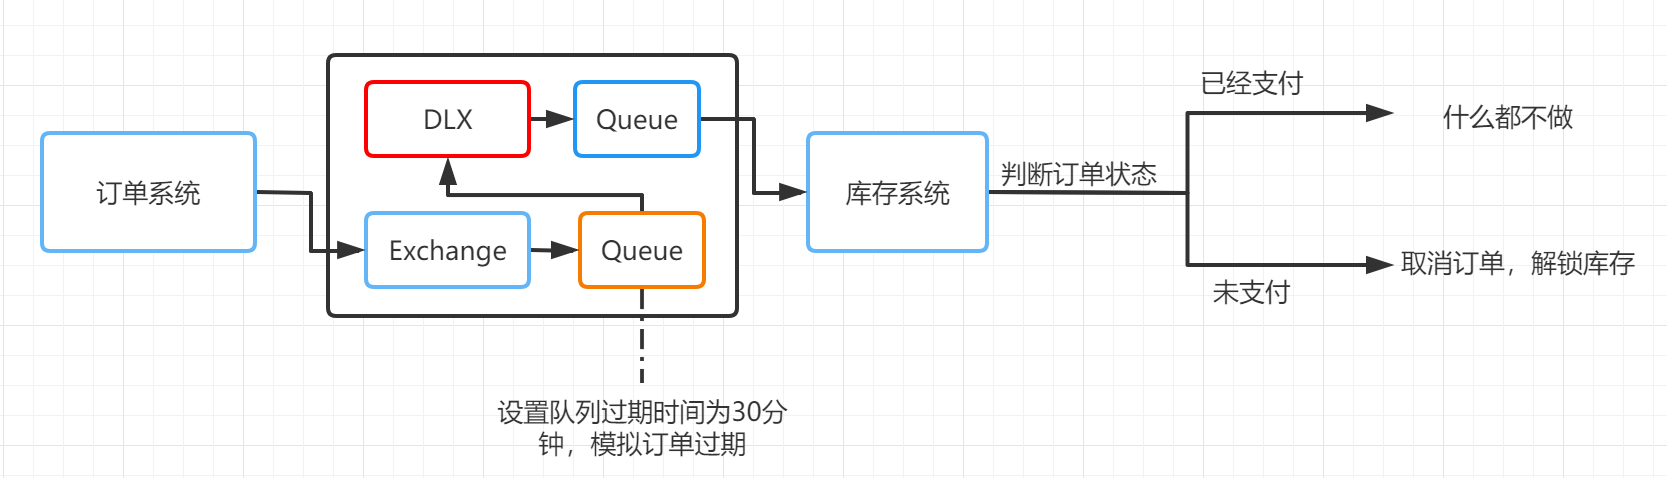 已经支付
DLX
Queue
什么都不做
订单系统
判断订单状态
库存系统
Exchange
Queue
取消订单，解锁库存
未支付
设置队列过期时间为30分
钟，模拟订单过期